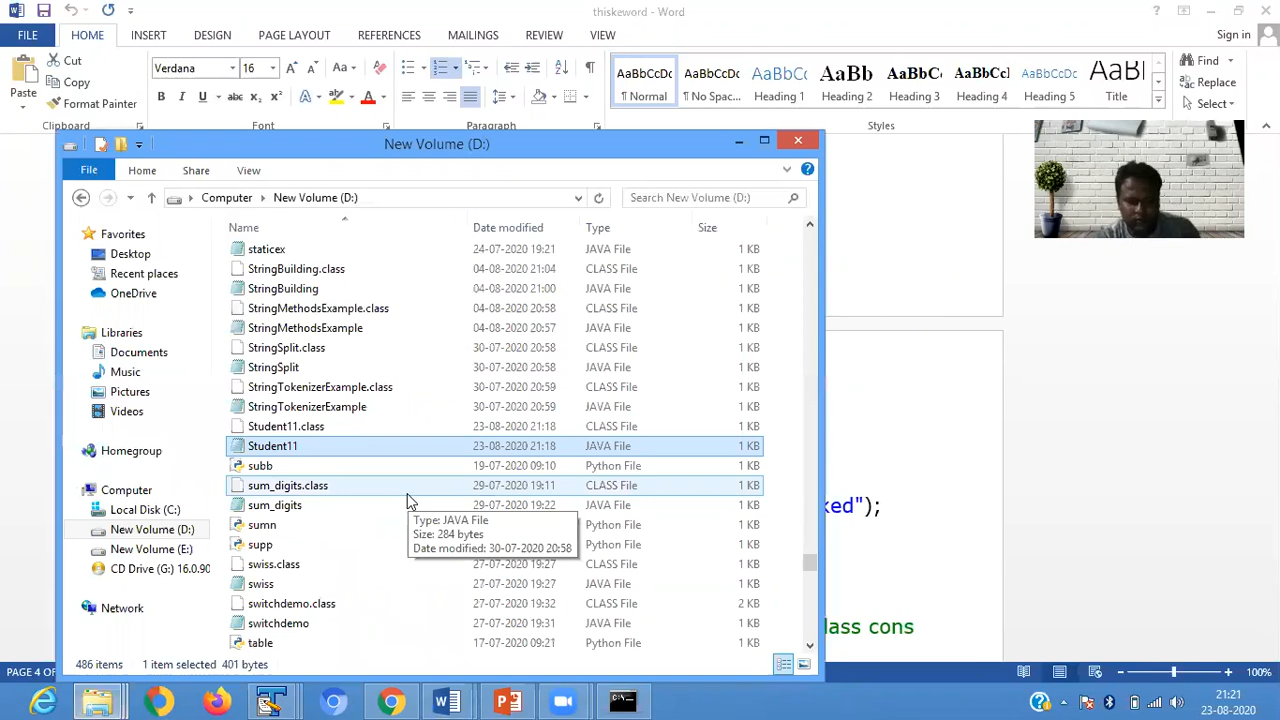 thiskeword - Word
FILE HOME INSERT DESIGN PAGE LAYOUT REFERENCES MAILINGS REVIEW VIEW Sign in
Paste Cut Copy Format Painter
Verdana 16 Aa
AaBbCcDc AaBbCcDc AaBbC AaBb AaBbC AaBbC AaBbCcDc AaBl
¶ Normal ¶ No Spac... Heading 1 Heading 2 Heading 3 Heading 4 Heading 5 Title
Find Replace Select
Clipboard Font Paragraph Styles
New Volume (D:)
File Home Share View
Computer New Volume (D:) Search New Volume (D:)
Favorites
Desktop
Recent places
OneDrive
Libraries
Documents
Music
Pictures
Videos
Homegroup
Computer
Local Disk (C:)
New Volume (D:)
New Volume (E:)
CD Drive (G:) 16.0.90
Network
Name Date modified Type Size
staticex 24-07-2020 19:21 JAVA File 1 KB
StringBuilding.class 04-08-2020 21:04 CLASS File 1 KB
StringBuilding 04-08-2020 21:00 JAVA File 1 KB
StringMethodsExample.class 04-08-2020 20:58 CLASS File 1 KB
StringMethodsExample 04-08-2020 20:57 JAVA File 1 KB
StringSplit.class 30-07-2020 20:58 CLASS File 1 KB
StringSplit 30-07-2020 20:58 JAVA File 1 KB
StringTokenizerExample.class 30-07-2020 20:59 CLASS File 1 KB
StringTokenizerExample 30-07-2020 20:59 JAVA File 1 KB
Student11.class 23-08-2020 21:18 CLASS File 1 KB
Student11 23-08-2020 21:18 JAVA File 1 KB
subb 19-07-2020 09:10 Python File 1 KB
sum_digits.class 29-07-2020 19:11 CLASS File 1 KB
sum_digits 29-07-2020 19:22 JAVA File 1 KB
sumn Python File 1 KB
supp Python File 1 KB
swiss.class 27-07-2020 19:27 CLASS File 1 KB
swiss 27-07-2020 19:27 JAVA File 1 KB
switchdemo.class 27-07-2020 19:32 CLASS File 2 KB
switchdemo 27-07-2020 19:31 JAVA File 1 KB
table 17-07-2020 09:21 Python File 1 KB
Type: JAVA File
Size: 284 bytes
Date modified: 30-07-2020 20:58
486 items 1 item selected 401 bytes
ked");
lass cons
PAGE 4 OF
100%
21:21
23-08-2020